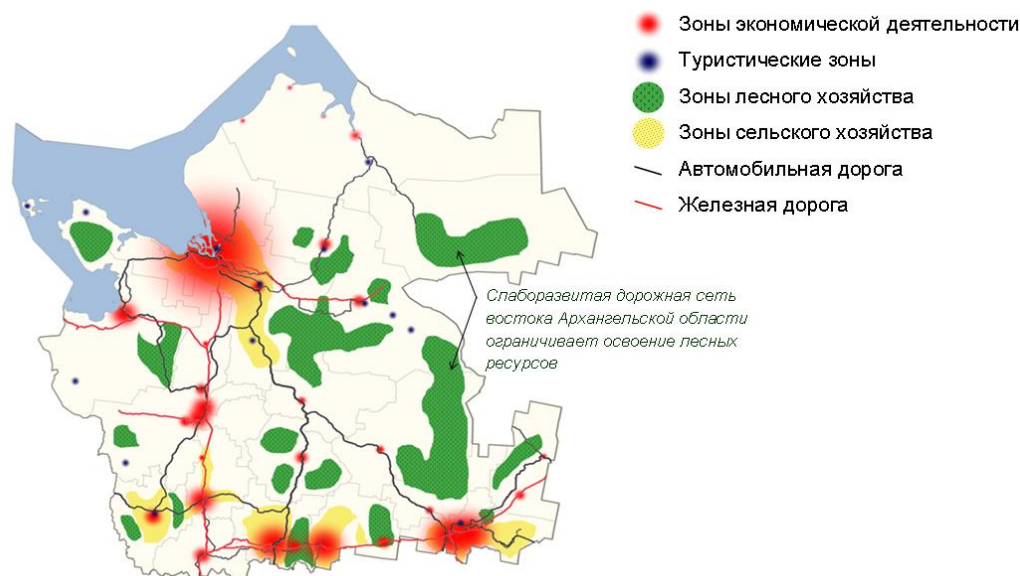 Зоны экономической деятельности
Туристические зоны
Зоны лесного хозяйства
Зоны сельского хозяйства
Автомобильная дорога
Железная дорога
Слаборазвитая дорожная сеть
востока Архангельской области
ограничивает освоение лесных
ресурсов